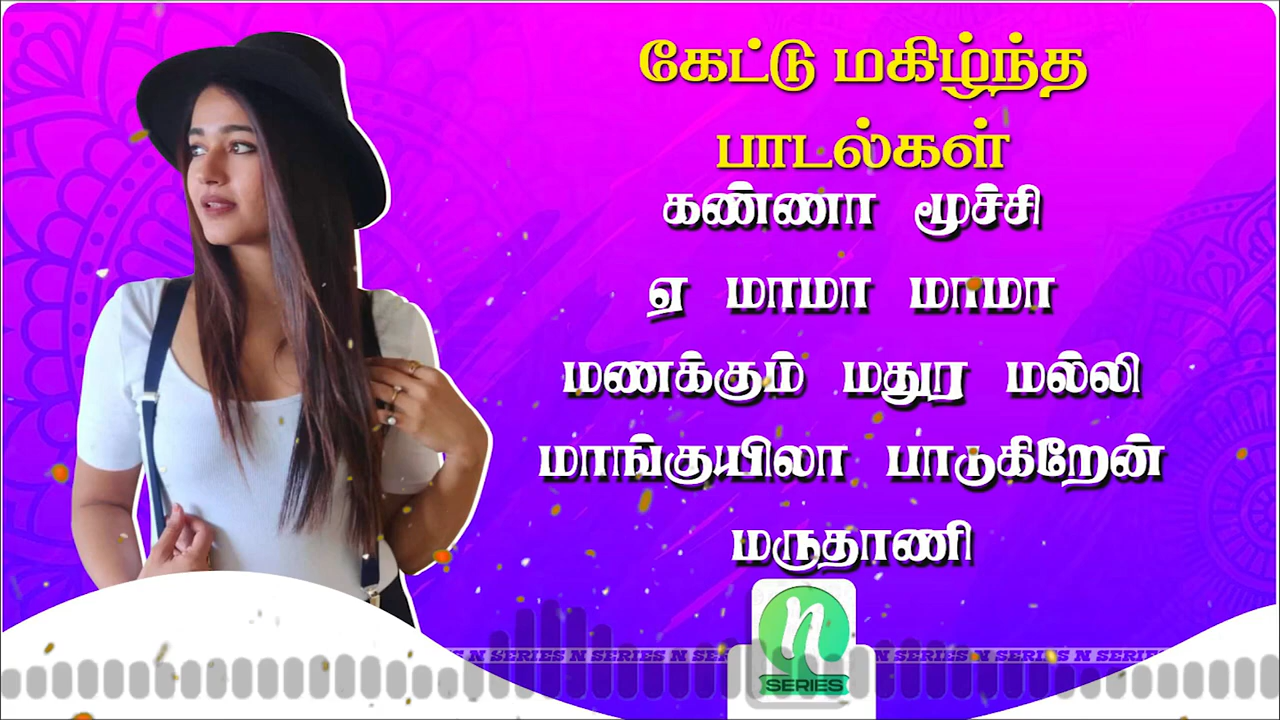 கேட்டு மகிழ்ந்த
பாடல்கள்
கண்ணா மூச்சி
ஏ மாமா மாமா
மணக்கும் மதுர மல்லி
மாங்குயிலா பாடுகிறேன்
மருதாணி
n
N SERIES N SERIES N SERIES N SERIES N SERIES N SERIES
SERIES